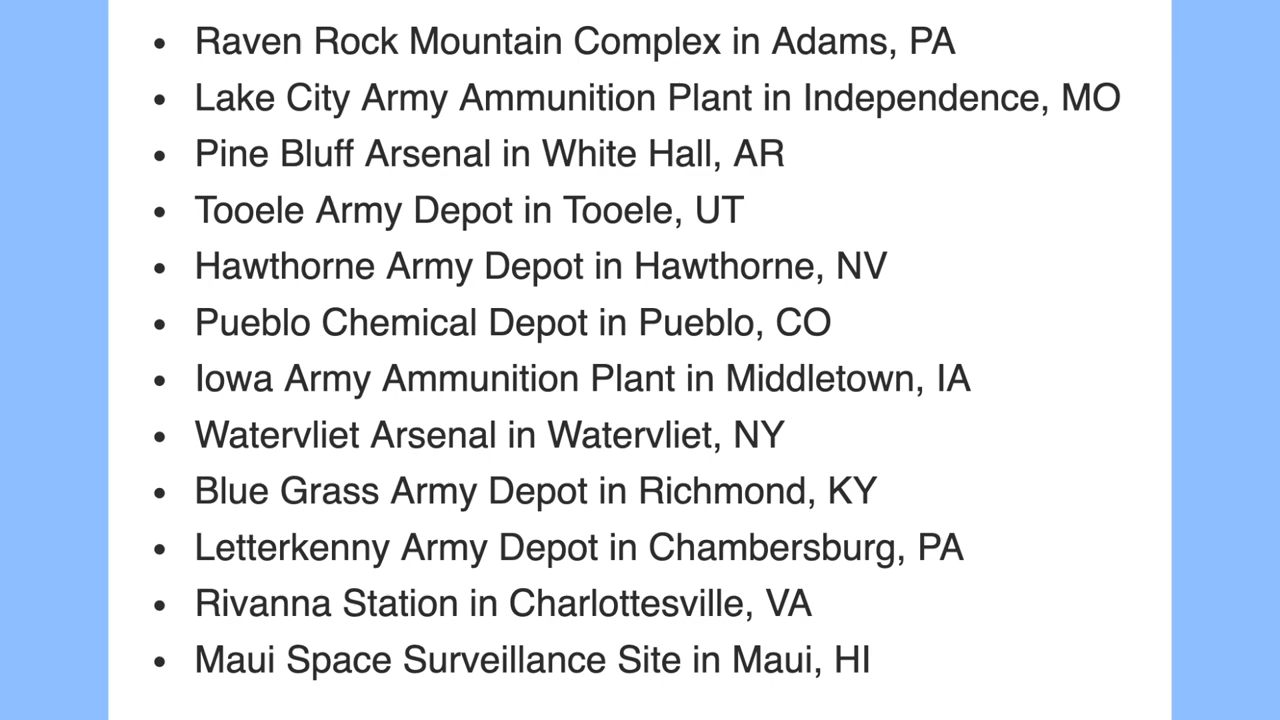 • Raven Rock Mountain Complex in Adams, PA
• Lake City Army Ammunition Plant in Independence, MO
• Pine Bluff Arsenal in White Hall, AR
• Tooele Army Depot in Tooele, UT
• Hawthorne Army Depot in Hawthorne, NV
• Pueblo Chemical Depot in Pueblo, CO
• Iowa Army Ammunition Plant in Middletown, IA
• Watervliet Arsenal in Watervliet, NY
• Blue Grass Army Depot in Richmond, KY
• Letterkenny Army Depot in Chambersburg, PA
• Rivanna Station in Charlottesville, VA
• Maui Space Surveillance Site in Maui, HI